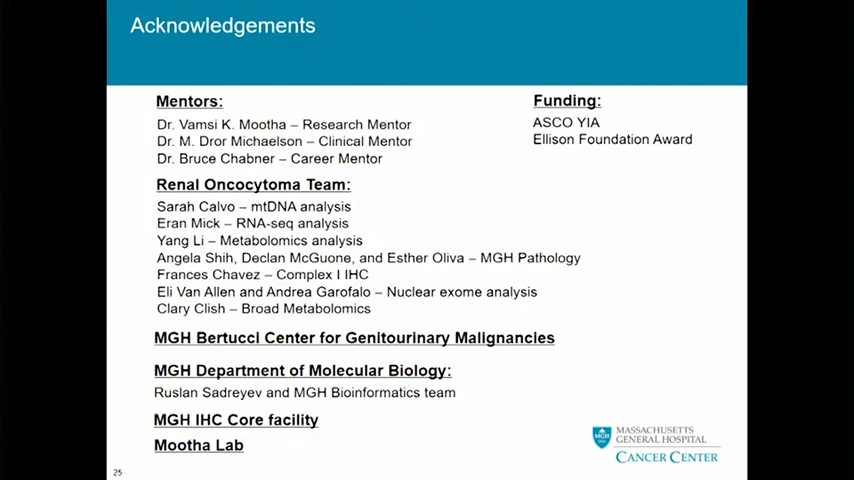 Acknowledgements
Mentors:
Dr. Vamsi K. Mootha – Research Mentor
Dr. M. Dror Michaelson – Clinical Mentor
Dr. Bruce Chabner – Career Mentor
Funding:
ASCO YIA
Ellison Foundation Award
Renal Oncocytoma Team:
Sarah Calvo – mtDNA analysis
Eran Mick – RNA-seq analysis
Yang Li – Metabolomics analysis
Angela Shih, Declan McGuone, and Esther Oliva – MGH Pathology
Frances Chavez – Complex I IHC
Eli Van Allen and Andrea Garofalo – Nuclear exome analysis
Clary Clish – Broad Metabolomics
MGH Bertucci Center for Genitourinary Malignancies
MGH Department of Molecular Biology:
Ruslan Sadreyev and MGH Bioinformatics team
MGH IHC Core facility
Mootha Lab
MGH
MASSACHUSETTS
GENERAL HOSPITAL
CANCER CENTER
25